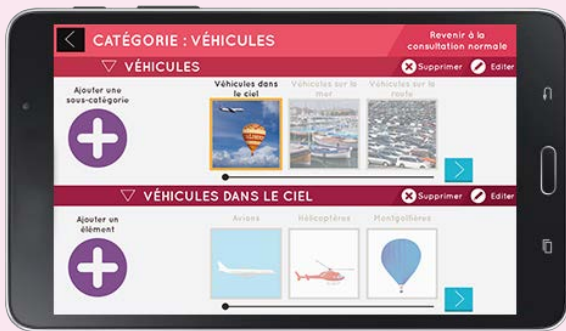 CATÉGORIE : VÉHICULES
Revenir à la
consultation normale
VÉHICULES
Supprimer
Editer
Ajouter une
sous-catégorie
Véhicules dans
le ciel
Véhicules sur la
mer
Véhicules sur la
route
VÉHICULES DANS LE CIEL
Supprimer
Editer
Ajouter un
élément
Avions
Hélicoptères
Montgolfières